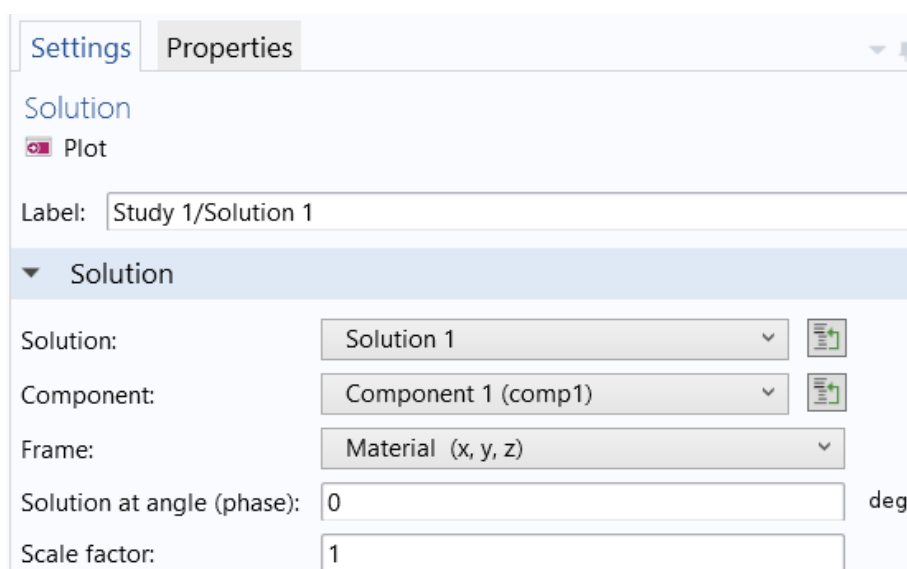 Settings Properties
Solution
Plot
Label: Study 1/Solution 1
Solution
Solution: Solution 1
Component: Component 1 (comp1)
Frame: Material (x, y, z)
Solution at angle (phase): 0 deg
Scale factor: 1